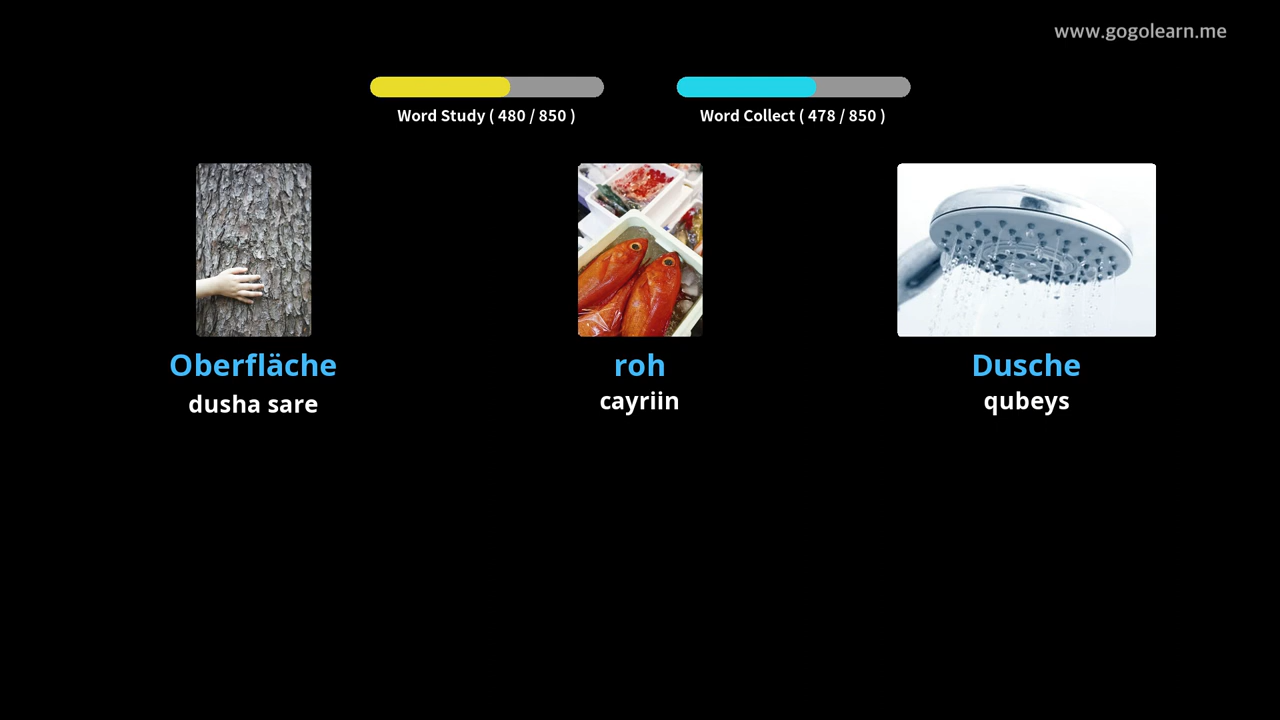 www.gogolearn.me
Word Study ( 480 / 850 )
Word Collect ( 478 / 850 )
Oberfläche
dusha sare
roh
cayriin
Dusche
qubeys